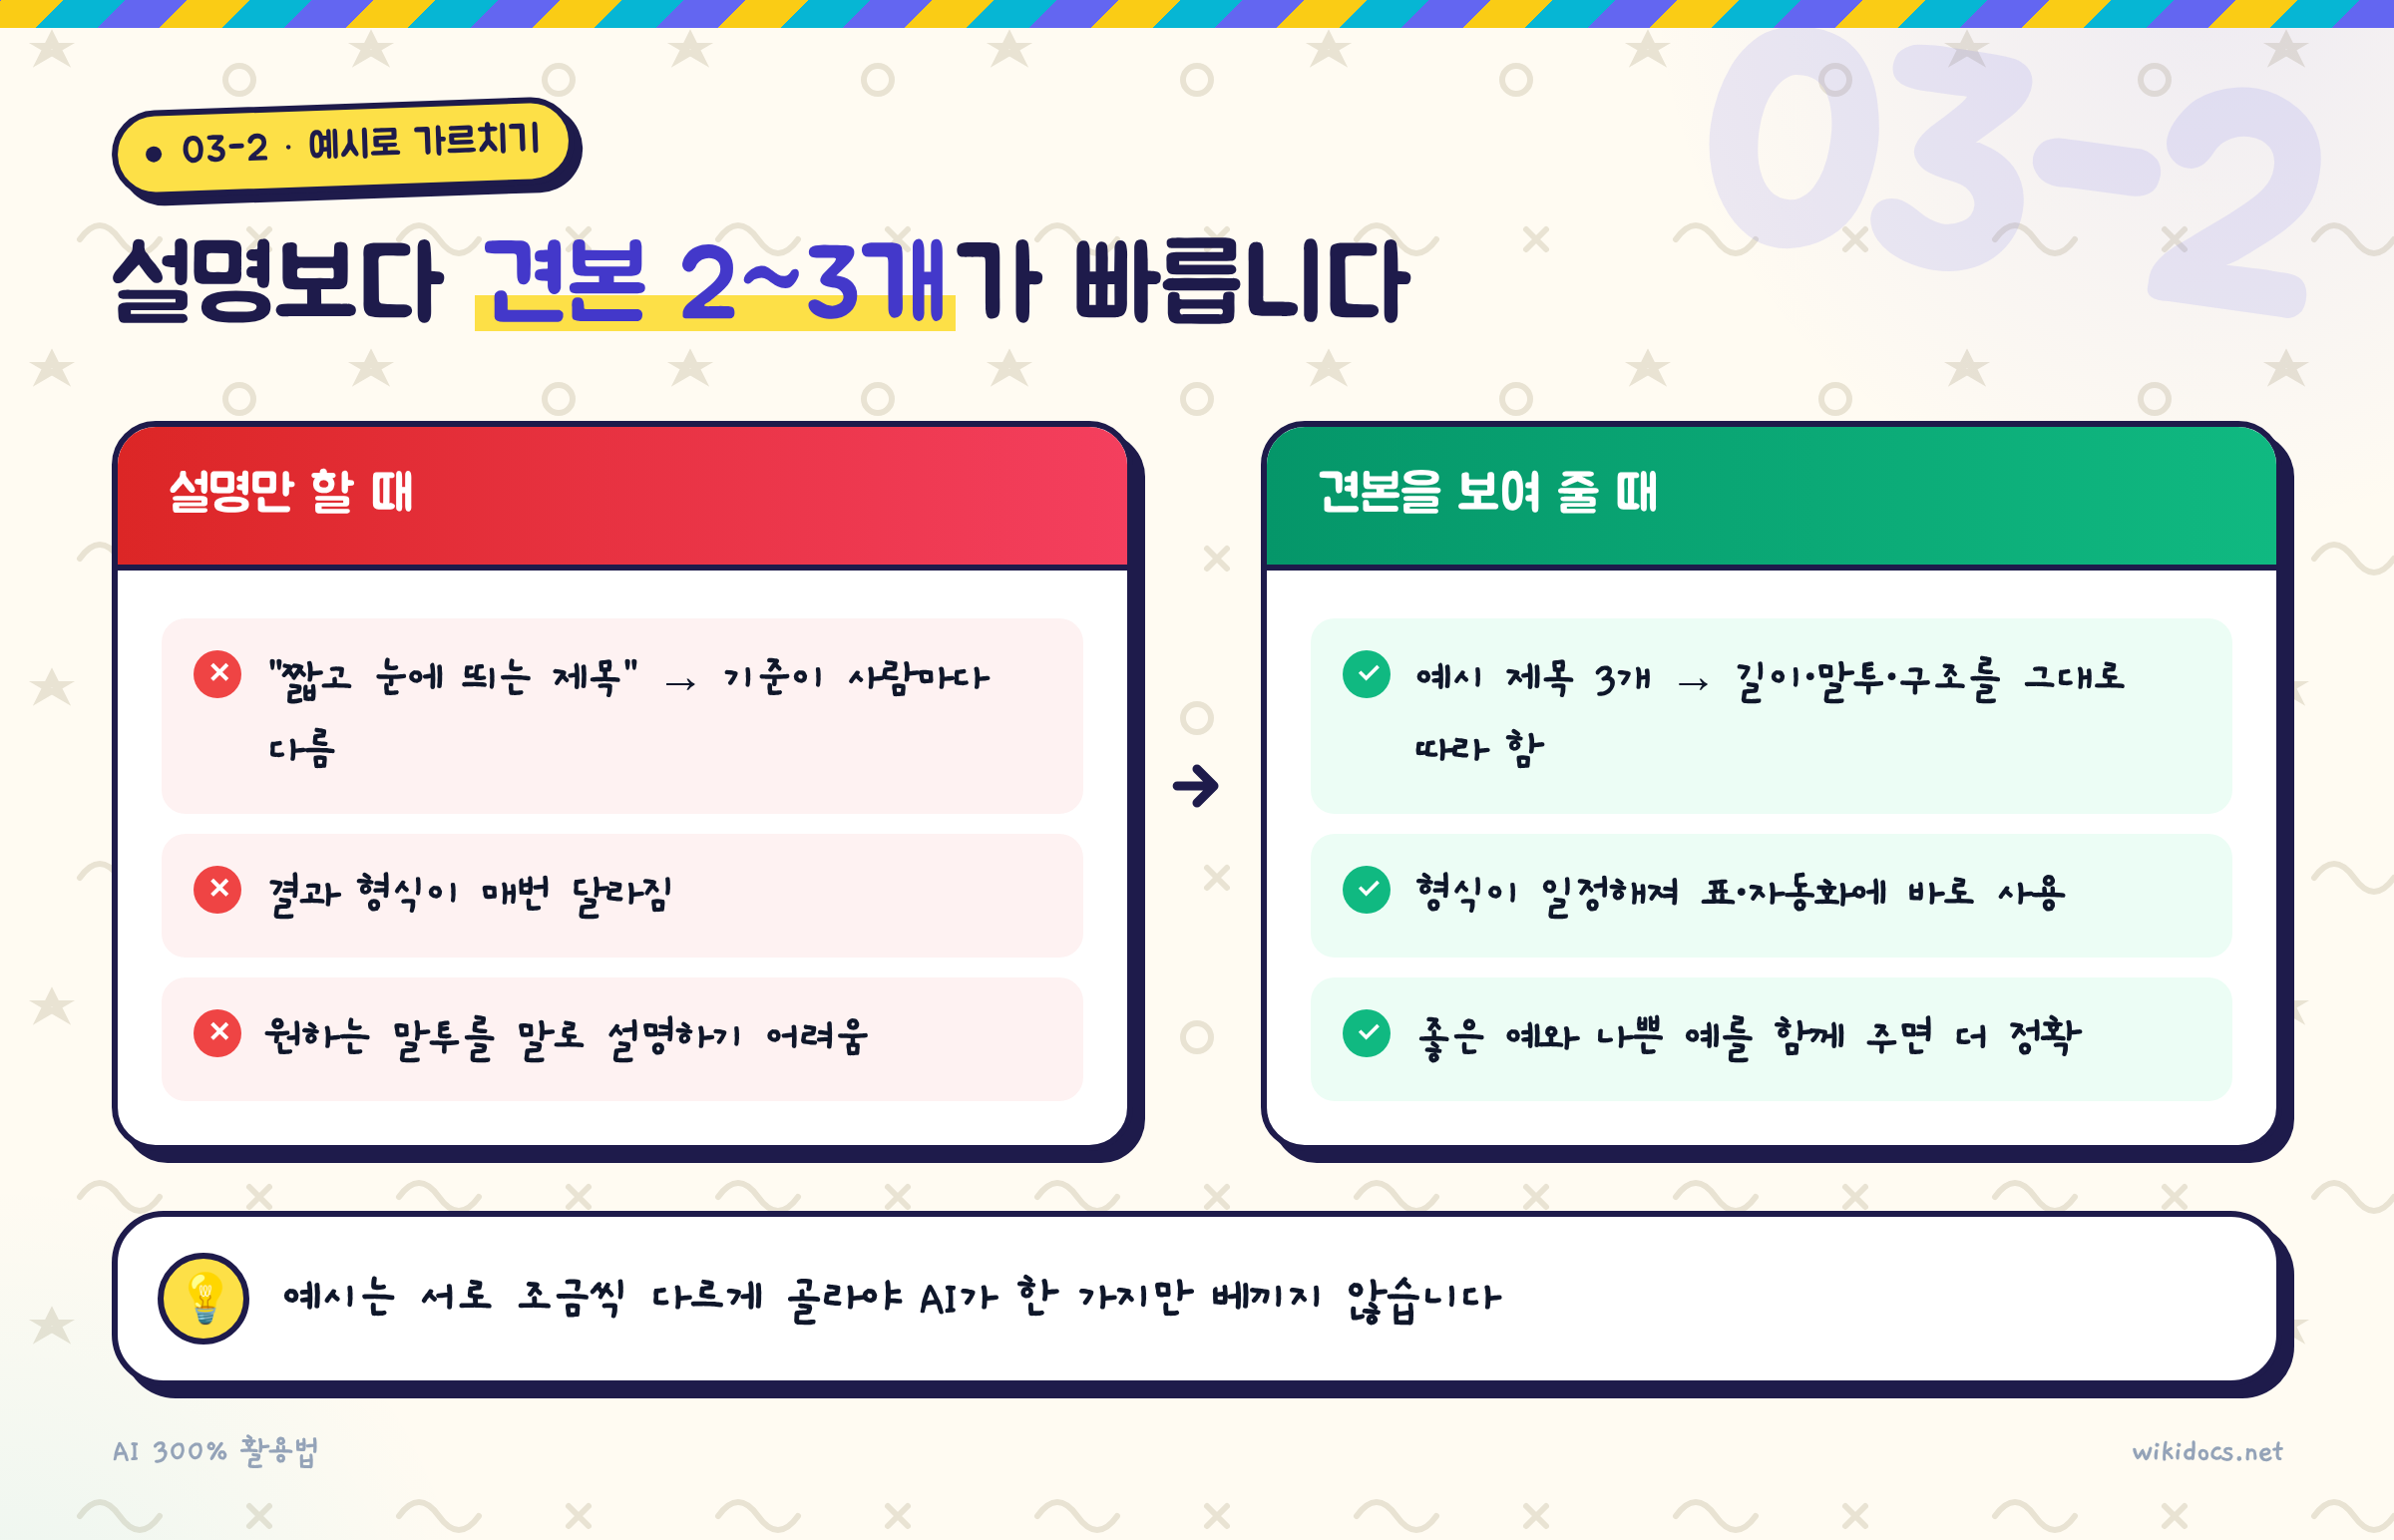 03-2
03-2 · 예시로 가르치기
설명보다 견본 2~3개가 빠릅니다
설명만 할 때
"짧고 눈에 띄는 제목" → 기준이 사람마다
다름
결과 형식이 매번 달라짐
원하는 말투를 말로 설명하기 어려움
견본을 보여 줄 때
예시 제목 3개 → 길이·말투·구조를 그대로
따라 함
형식이 일정해져 표·자동화에 바로 사용
좋은 예와 나쁜 예를 함께 주면 더 정확
예시는 서로 조금씩 다르게 골라야 AI가 한 가지만 베끼지 않습니다
AI 300% 활용법
wikidocs.net